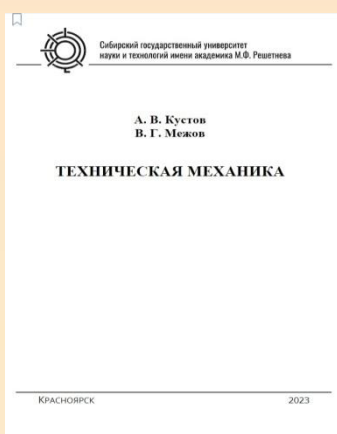 Сибирский государственный университет
науки и технологий имени академика М.Ф. Решетнева
А. В. Кустов
В. Г. Межов
ТЕХНИЧЕСКАЯ МЕХАНИКА
КРАСНОЯРСК 2023